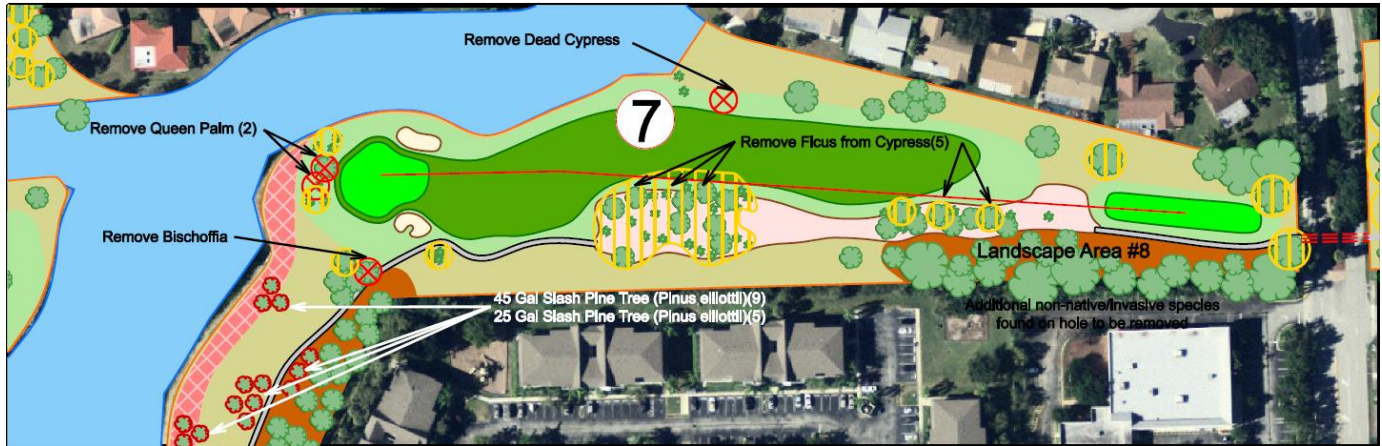 Remove Dead Cypress
7
Remove Queen Palm (2)
Remove Ficus from Cypress(5)
Remove Bischoffia
Landscape Area #8
45 Gal Slash Pine Tree (Pinus elliottii)(9)
25 Gal Slash Pine Tree (Pinus elliottii)(5)
Additional non-native/invasive species
found on hole to be removed